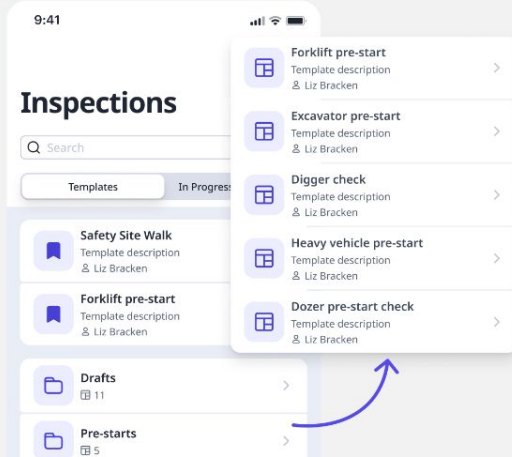 9:41
Inspections
Search
Templates
In Progress
Safety Site Walk
Template description
Liz Bracken
Forklift pre-start
Template description
Liz Bracken
Drafts
11
Pre-starts
5
Forklift pre-start
Template description
Liz Bracken
Excavator pre-start
Template description
Liz Bracken
Digger check
Template description
Liz Bracken
Heavy vehicle pre-start
Template description
Liz Bracken
Dozer pre-start check
Template description
Liz Bracken